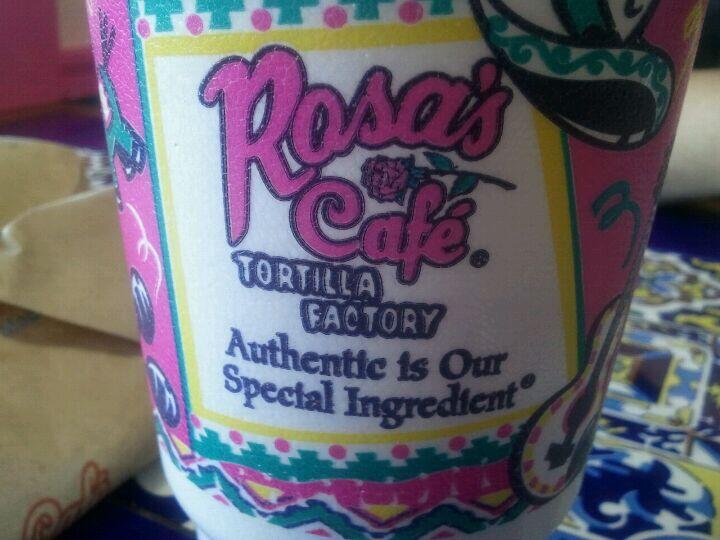 Rosa's
Café®
TORTILLA
FACTORY
Authentic is Our
Special Ingredient®